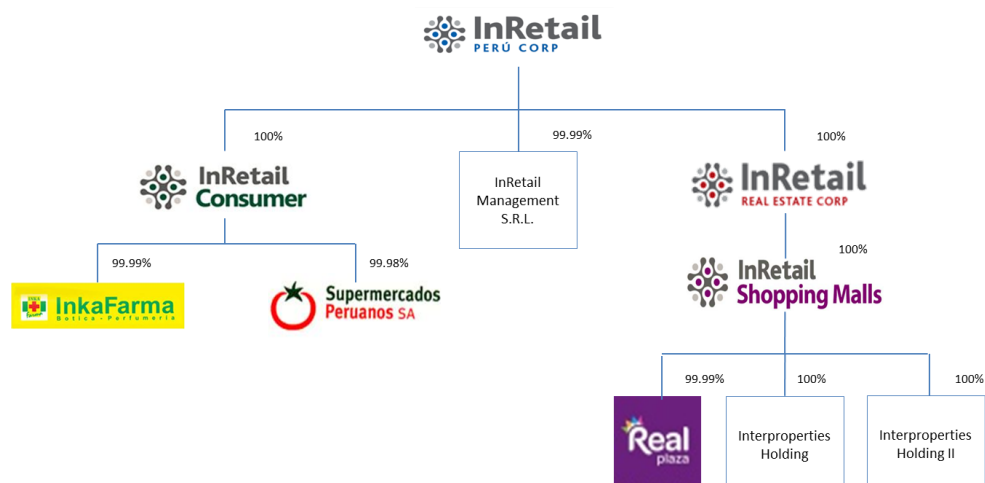 InRetail
PERÚ CORP
100%
99.99%
100%
InRetail
Consumer
InRetail
Management
S.R.L.
InRetail
REAL ESTATE CORP
99.99%
99.98%
100%
InkaFarma
Botica - Perfumería
Supermercados
Peruanos SA
InRetail
Shopping Malls
99.99%
100%
100%
Real
plaza
Interproperties
Holding
Interproperties
Holding II